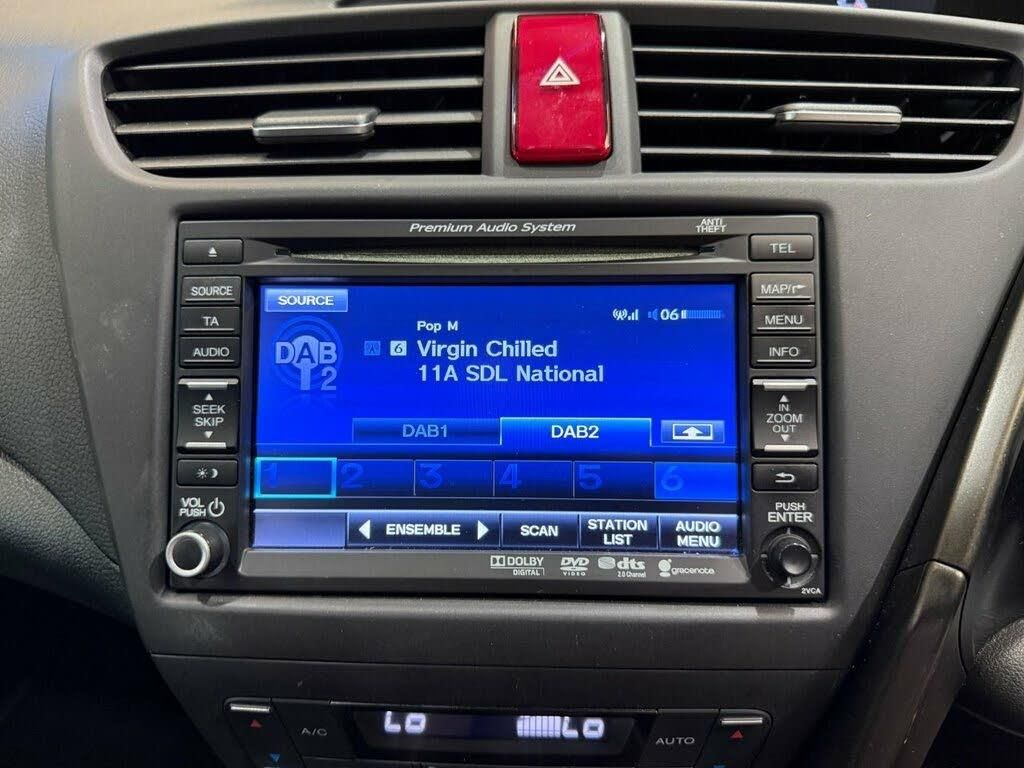 Premium Audio System
ANTI
THEFT
TEL
SOURCE
SOURCE
MAP/
TA
MENU
AUDIO
INFO
06
Pop M
6 Virgin Chilled
11A SDL National
DAB
2
SEEK
SKIP
IN
ZOOM
OUT
DAB1
DAB2
1 2 3 4 5 6
VOL
PUSH
PUSH
ENTER
ENSEMBLE
SCAN
STATION
LIST
AUDIO
MENU
DOLBY
DIGITAL
DVD
VIDEO
dts
2.0 Channel
gracenote
2VCA
A/C
LO
LO
AUTO